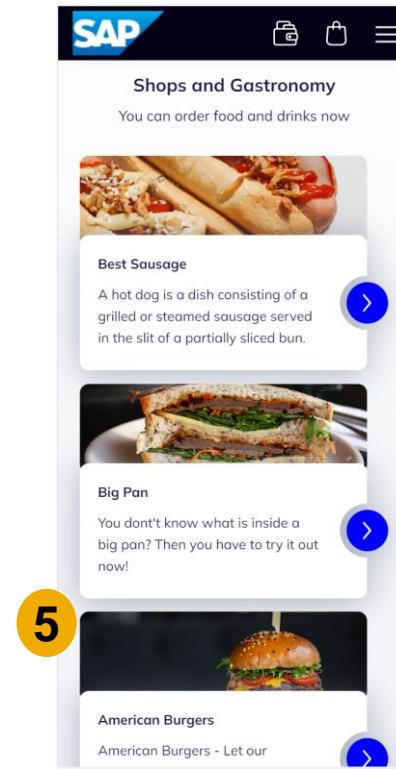 SAP
Shops and Gastronomy
You can order food and drinks now
Best Sausage
A hot dog is a dish consisting of a
grilled or steamed sausage served
in the slit of a partially sliced bun.
Big Pan
You dont't know what is inside a
big pan? Then you have to try it out
now!
5
American Burgers
American Burgers - Let our